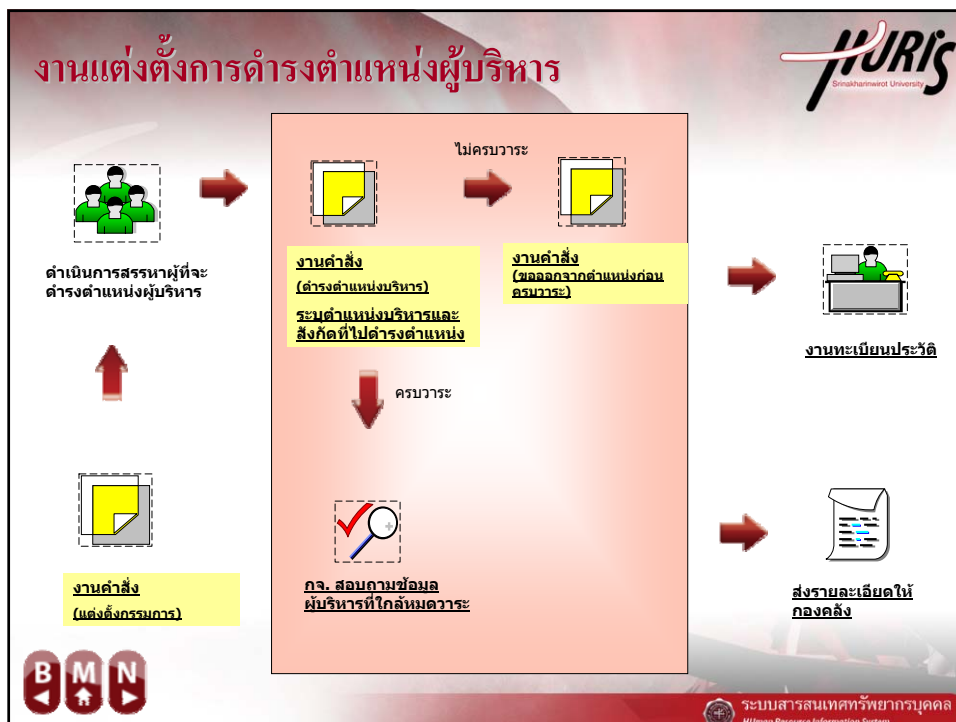 งานแต่งตั้งการดำรงตำแหน่งผู้บริหาร
HURIS
Srinakharinwirot University
ไม่ครบวาระ
ดำเนินการสรรหาผู้ที่จะ
ดำรงตำแหน่งผู้บริหาร
งานคำสั่ง
(ดำรงตำแหน่งบริหาร)
ระบุตำแหน่งบริหารและ
สังกัดที่ไปดำรงตำแหน่ง
งานคำสั่ง
(ขอออกจากตำแหน่งก่อน
ครบวาระ)
งานทะเบียนประวัติ
ครบวาระ
งานคำสั่ง
(แต่งตั้งกรรมการ)
กจ. สอบถามข้อมูล
ผู้บริหารที่ใกล้หมดวาระ
ส่งรายละเอียดให้
กองคลัง
B M N
ระบบสารสนเทศทรัพยากรบุคคล
HUman Resource Information System